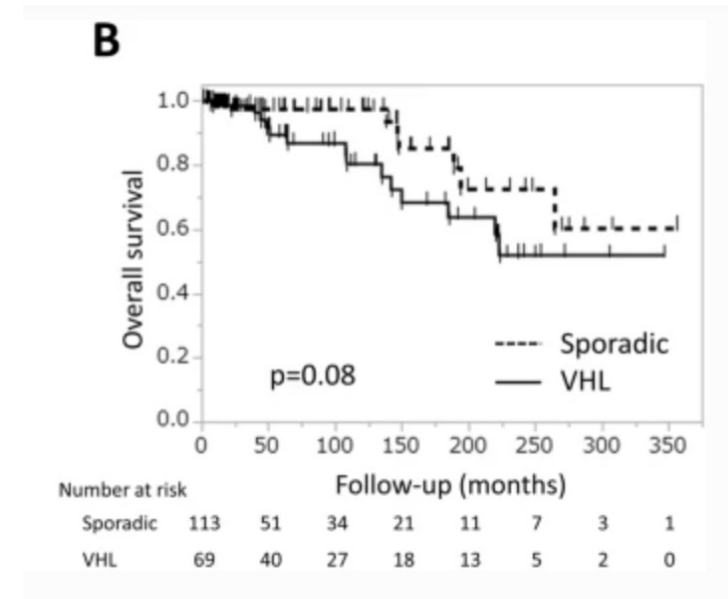 B
Overall survival
1.0
0.8
0.6
0.4
0.2
0.0
Sporadic
VHL
p=0.08
0 50 100 150 200 250 300 350
Follow-up (months)
Number at risk
Sporadic 113 51 34 21 11 7 3 1
VHL 69 40 27 18 13 5 2 0